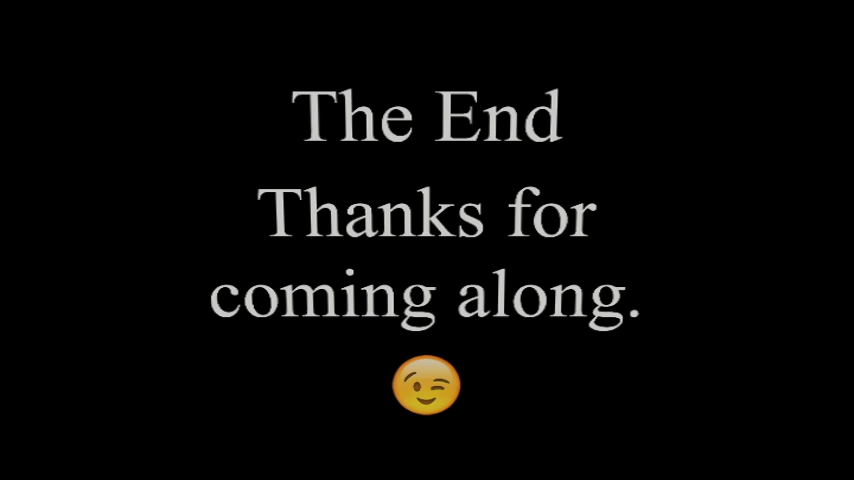 The End
Thanks for
coming along.
😉